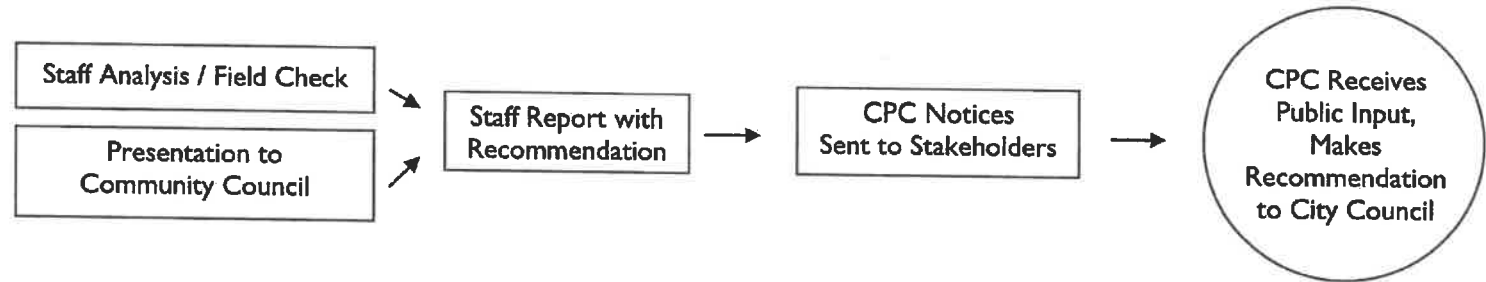 Staff Analysis / Field Check
Presentation to
Community Council
Staff Report with
Recommendation
CPC Notices
Sent to Stakeholders
CPC Receives
Public Input,
Makes
Recommendation
to City Council